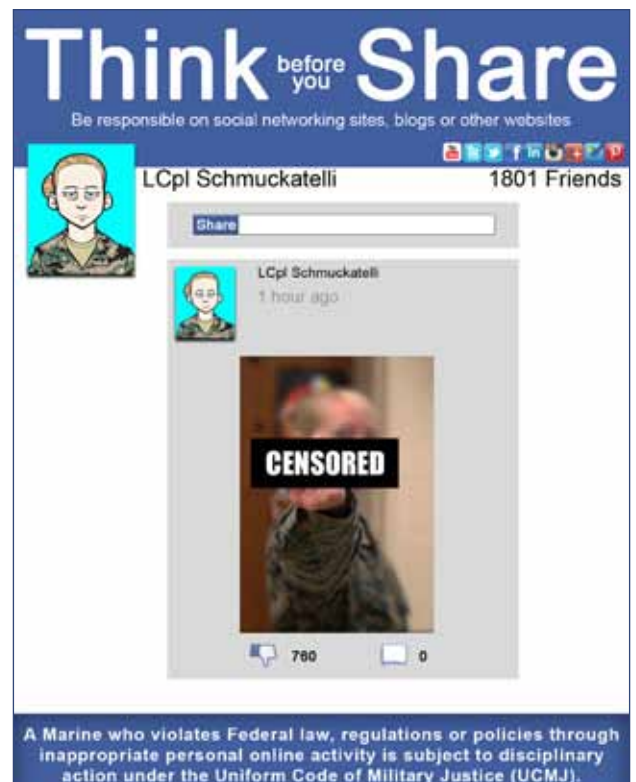 Think before you Share
Be responsible on social networking sites, blogs or other websites
LCpl Schmuckatelli
1801 Friends
Share
LCpl Schmuckatelli
1 hour ago
CENSORED
760
0
A Marine who violates Federal law, regulations or policies through
inappropriate personal online activity is subject to disciplinary
action under the Uniform Code of Military Justice (UCMJ).